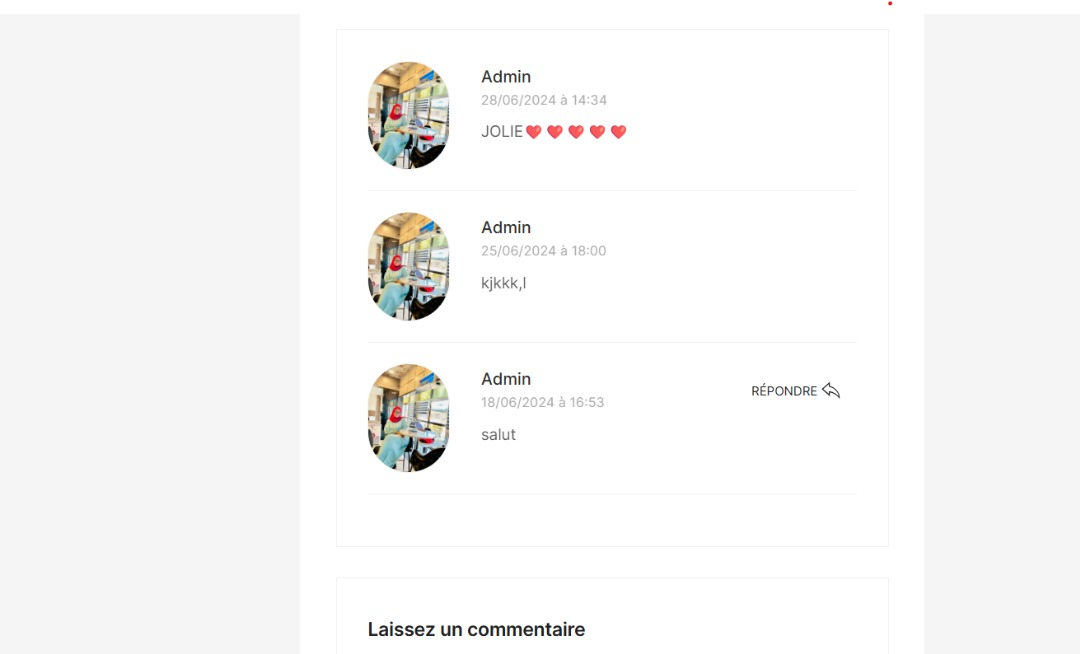 Admin
28/06/2024 à 14:34
JOLIE❤️ ❤️ ❤️ ❤️ ❤️
Admin
25/06/2024 à 18:00
kjkkk,l
Admin
18/06/2024 à 16:53
RÉPONDRE
salut
Laissez un commentaire